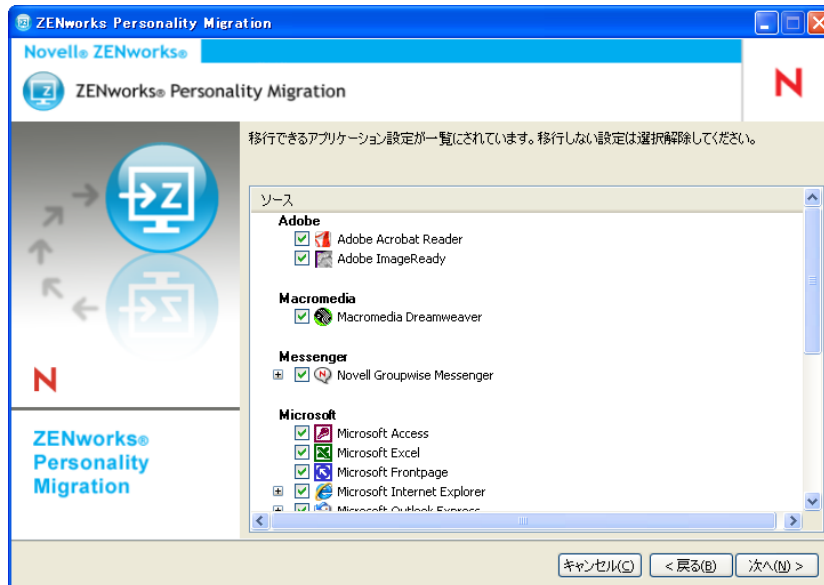 ZENworks Personality Migration
Novell® ZENworks®
ZENworks® Personality Migration
N
移行できるアプリケーション設定が一覧にされています。移行しない設定は選択解除してください。
ソース
Adobe
Adobe Acrobat Reader
Adobe ImageReady
Macromedia
Macromedia Dreamweaver
Messenger
Novell Groupwise Messenger
Microsoft
Microsoft Access
Microsoft Excel
Microsoft Frontpage
Microsoft Internet Explorer
Microsoft Outlook Express
Z
N
ZENworks®
Personality
Migration
キャンセル(C)
< 戻る(B)
次へ(N) >